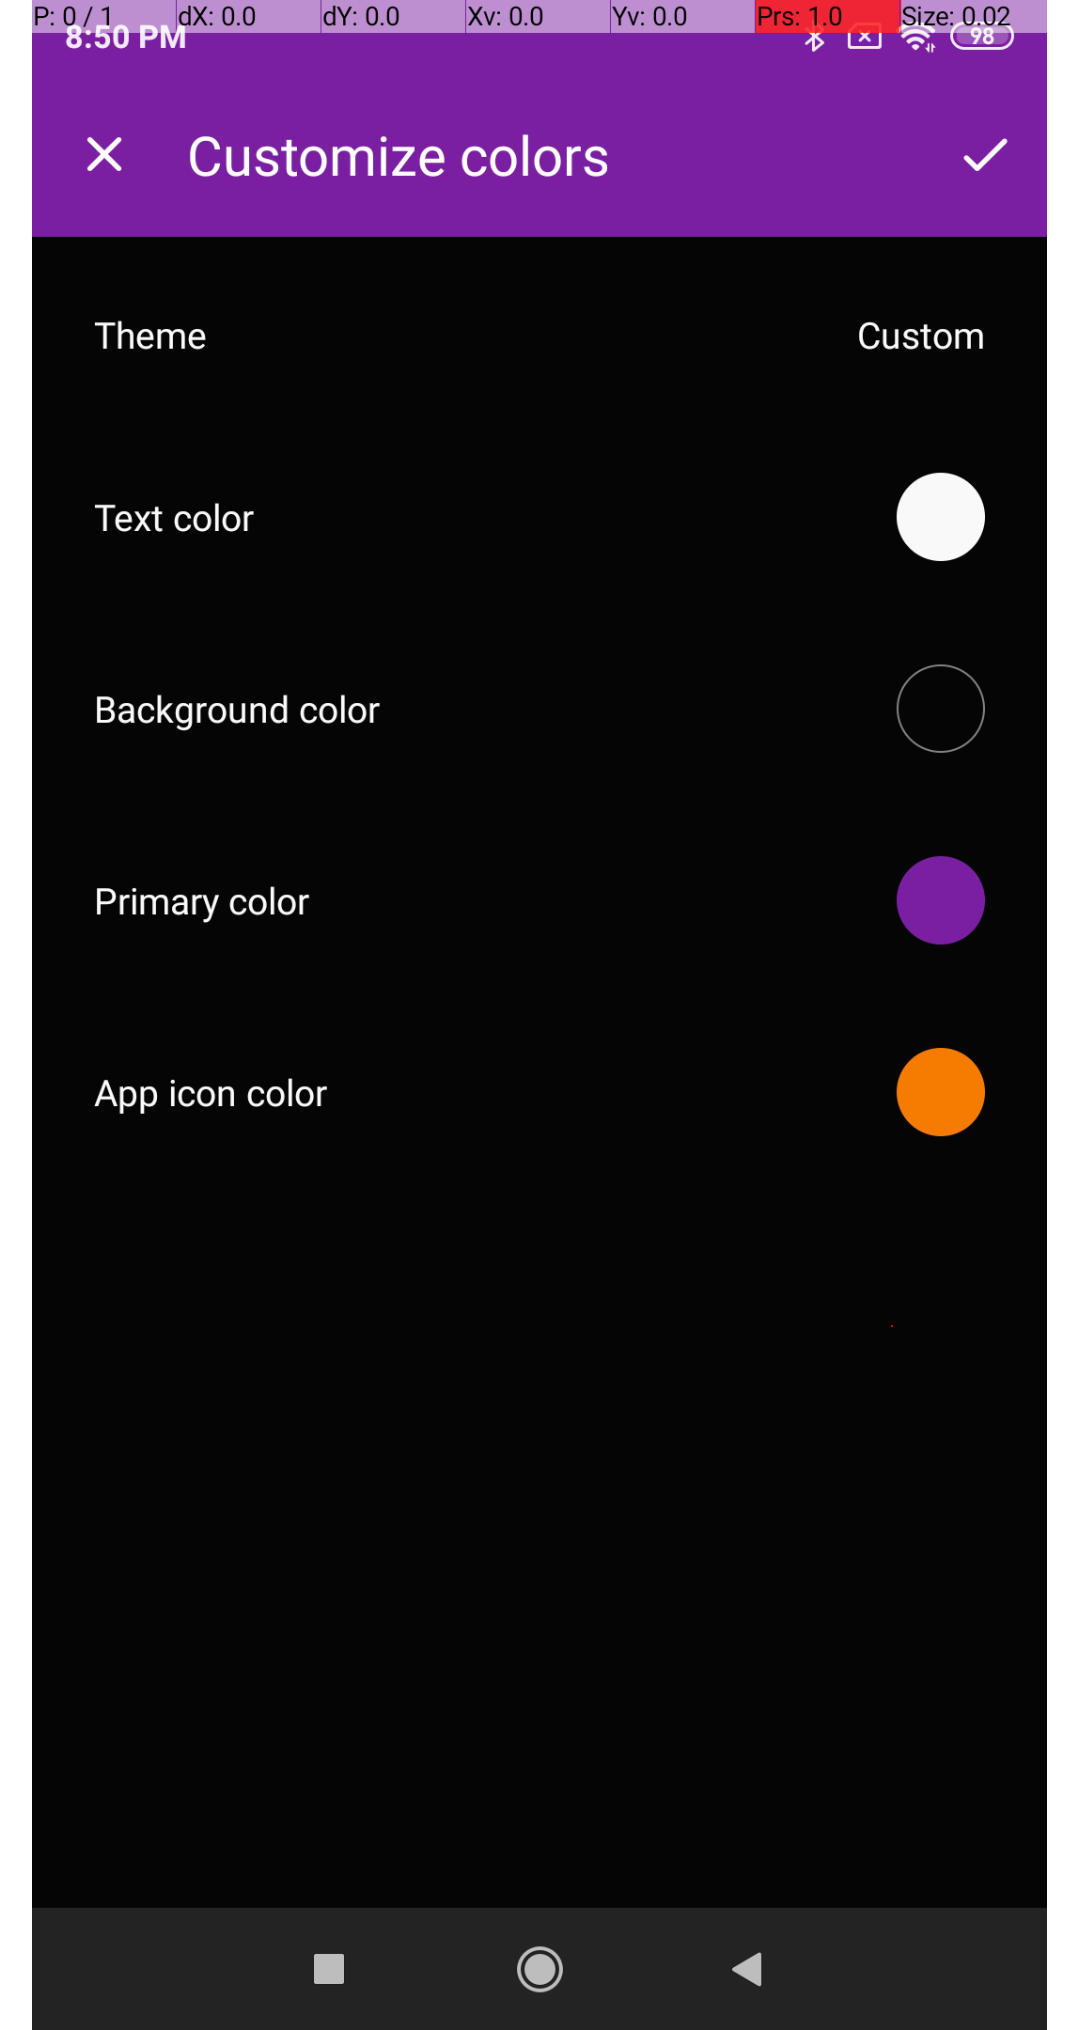 P: 0 / 1 dX: 0.0 dY: 0.0 Xv: 0.0 Yv: 0.0 Prs: 1.0 Size: 0.02
8:50 PM 98
Customize colors
Theme Custom
Text color
Background color
Primary color
App icon color